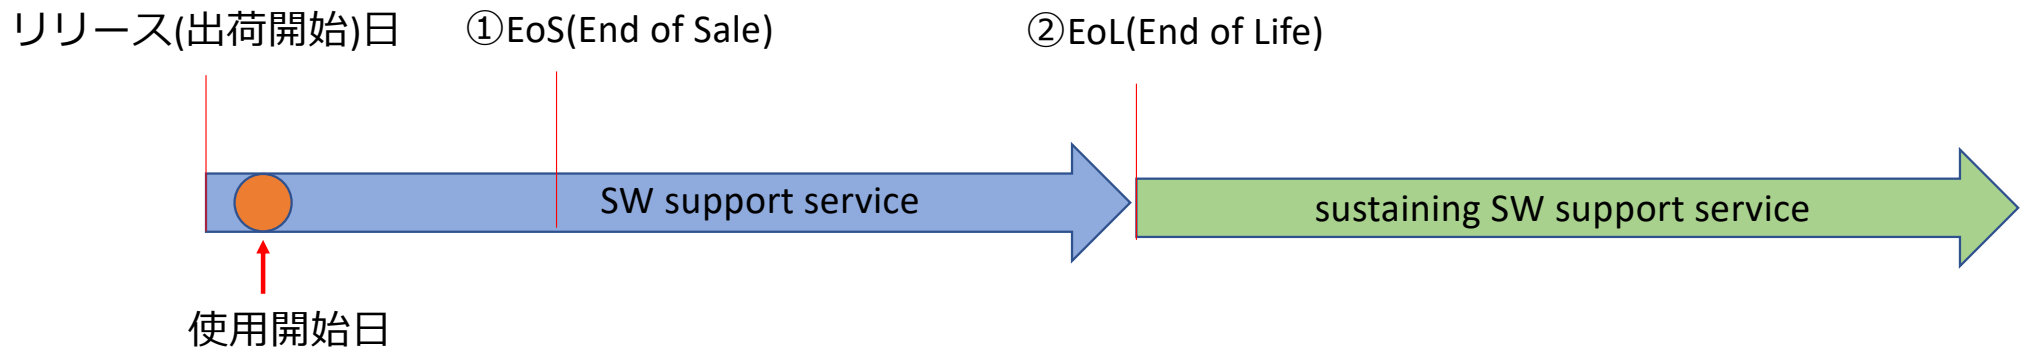 リリース(出荷開始)日
①EoS(End of Sale)
②EoL(End of Life)
SW support service
sustaining SW support service
使用開始日